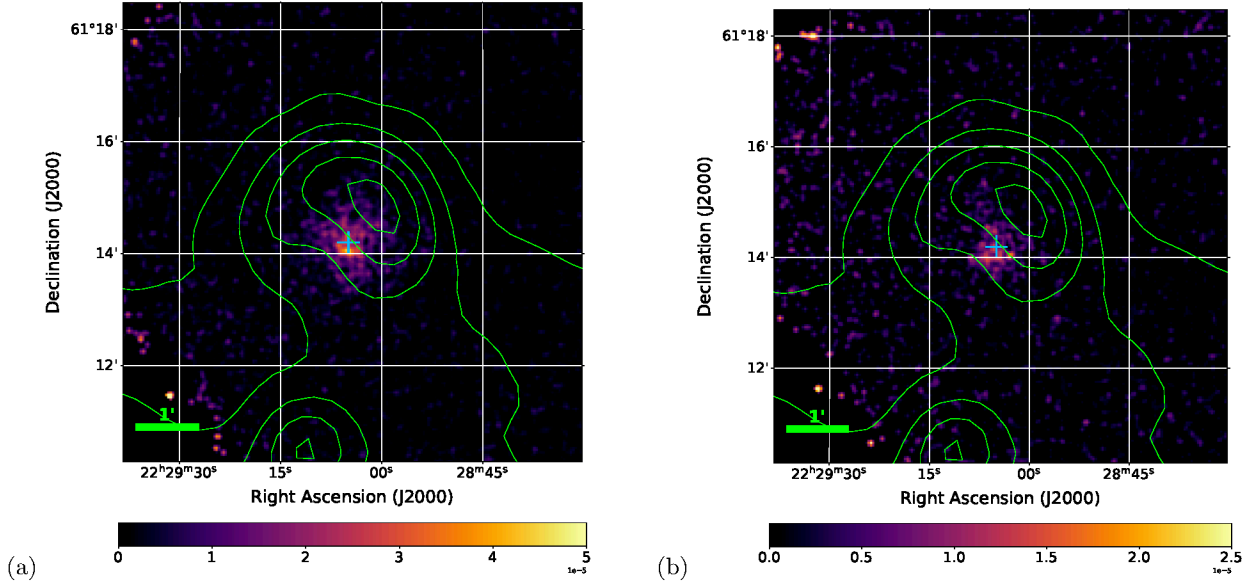 61°18'
16'
14'
12'
Declination (J2000)
1'
22ʰ29ᵐ30ˢ
15ˢ
00ˢ
28ᵐ45ˢ
Right Ascension (J2000)
0
1
2
3
4
5
1e−5
(a)
61°18'
16'
14'
12'
Declination (J2000)
1'
22ʰ29ᵐ30ˢ
15ˢ
00ˢ
28ᵐ45ˢ
Right Ascension (J2000)
0.0
0.5
1.0
1.5
2.0
2.5
1e−5
(b)